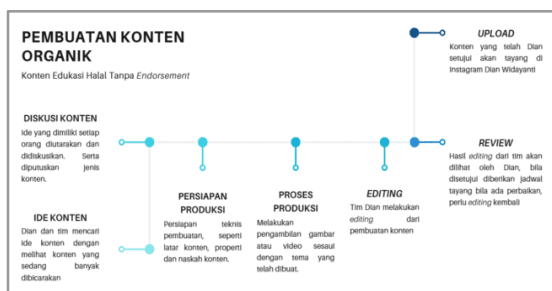 PEMBUATAN KONTEN
ORGANIK
Konten Edukasi Halal Tanpa Endorsement
UPLOAD
Konten yang telah Dian
setujui akan tayang di
Instagram Dian Widayanti
DISKUSI KONTEN
Ide yang dimiliki setiap
orang diutarakan dan
didiskusikan. Serta
diputuskan jenis
konten.
REVIEW
Hasil editing dari tim akan
dilihat oleh Dian, bila
disetujui diberikan jadwal
tayang bila ada perbaikan,
perlu editing kembali
PERSIAPAN
PRODUKSI
Persiapan teknis
pembuatan, seperti
latar konten, properti
dan naskah konten.
PROSES
PRODUKSI
Melakukan
pengambilan gambar
atau video sesuai
dengan tema yang
telah dibuat.
EDITING
Tim Dian melakukan
editing dari
pembuatan konten
IDE KONTEN
Dian dan tim mencari
ide konten dengan
melihat konten yang
sedang banyak
dibicarakan